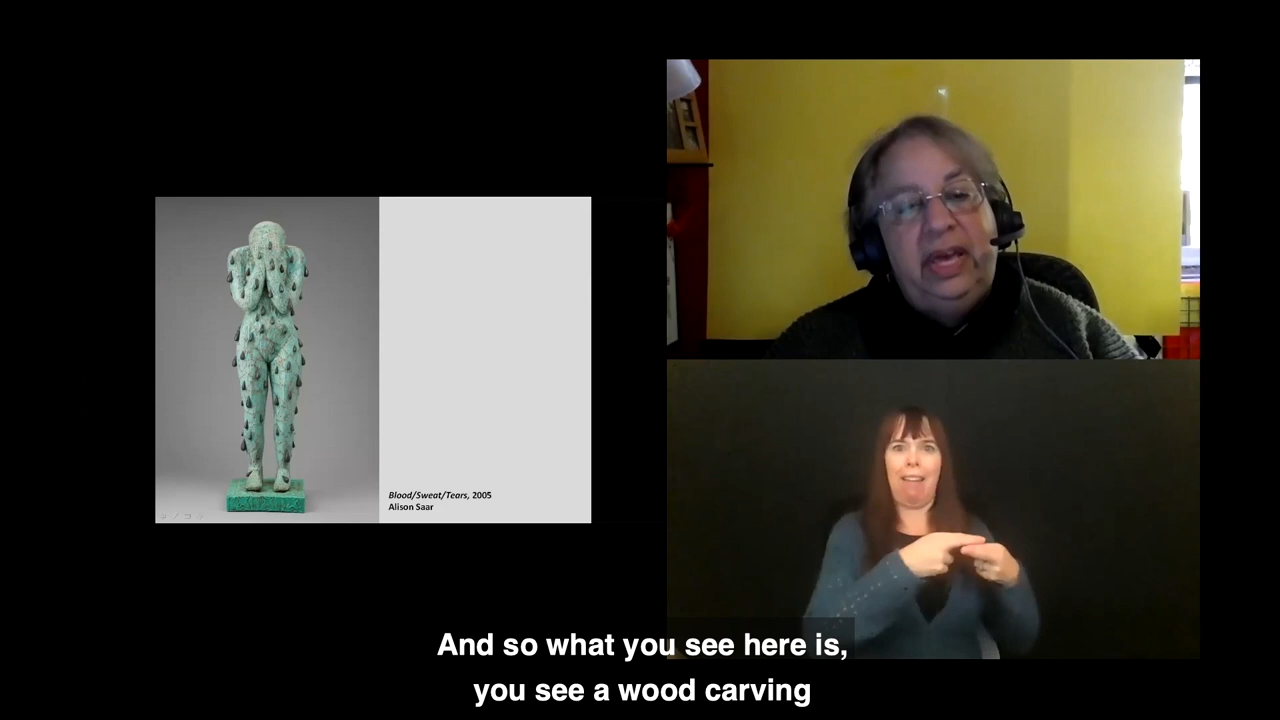 Blood/Sweat/Tears, 2005
Alison Saar
And so what you see here is,
you see a wood carving